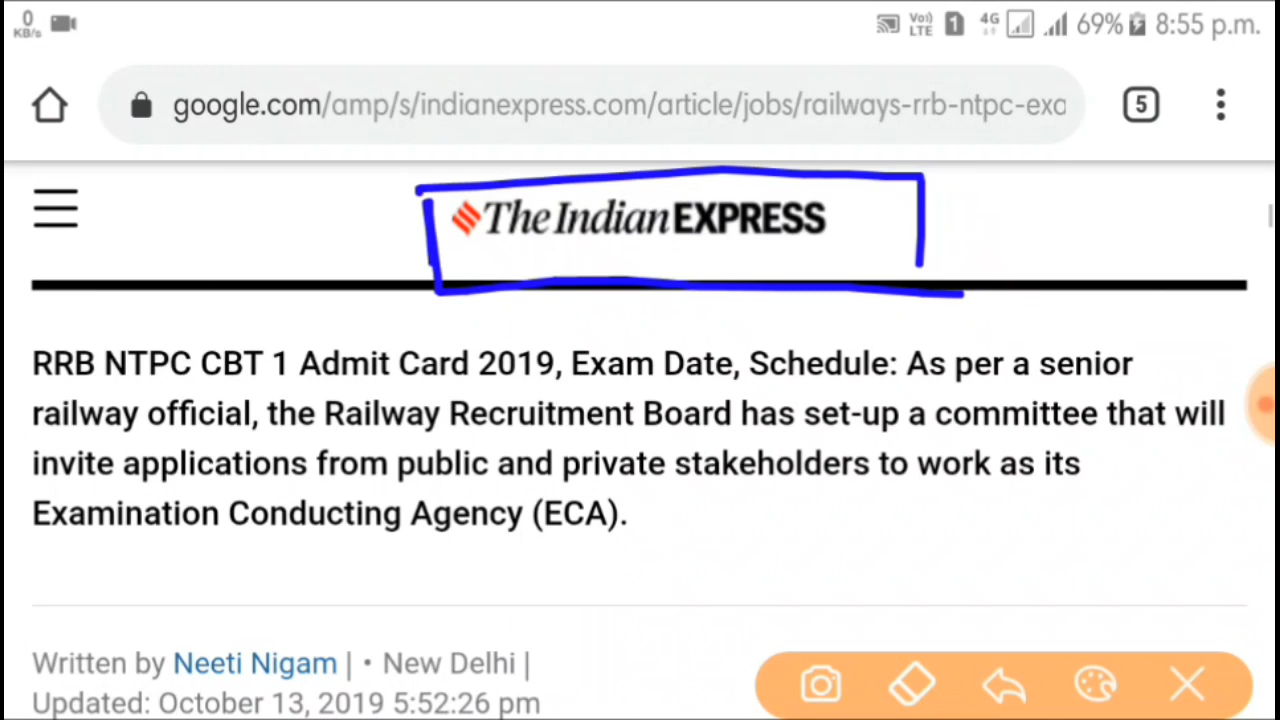 0
KB/s
Vo)
LTE
1
4G
69%
8:55 p.m.
google.com/amp/s/indianexpress.com/article/jobs/railways-rrb-ntpc-exa
5
The Indian EXPRESS
RRB NTPC CBT 1 Admit Card 2019, Exam Date, Schedule: As per a senior
railway official, the Railway Recruitment Board has set-up a committee that will
invite applications from public and private stakeholders to work as its
Examination Conducting Agency (ECA).
Written by Neeti Nigam | • New Delhi |
Updated: October 13, 2019 5:52:26 pm